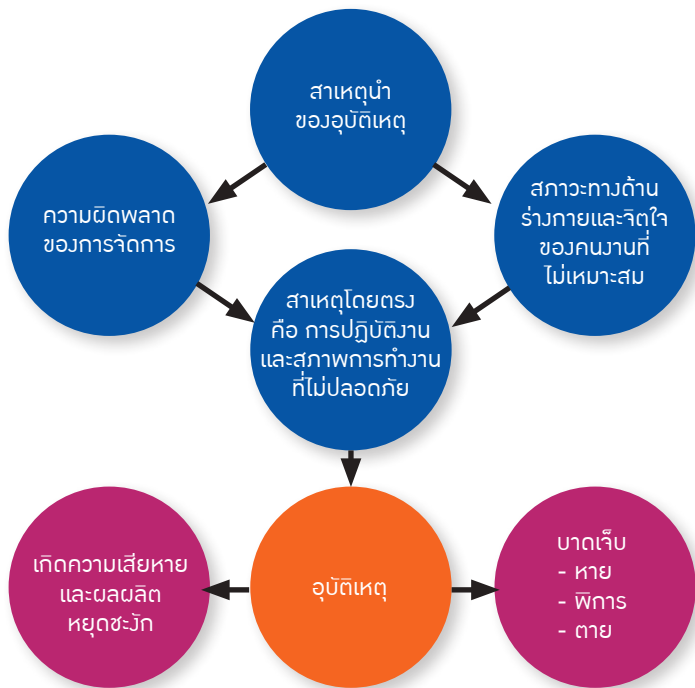 สาเหตุนำ
ของอุบัติเหตุ
ความผิดพลาด
ของการจัดการ
สภาวะทางด้าน
ร่างกายและจิตใจ
ของคนงานที่
ไม่เหมาะสม
สาเหตุโดยตรง
คือ การปฏิบัติงาน
และสภาพการทำงาน
ที่ไม่ปลอดภัย
เกิดความเสียหาย
และผลผลิต
หยุดชะงัก
อุบัติเหตุ
บาดเจ็บ
- หาย
- พิการ
- ตาย